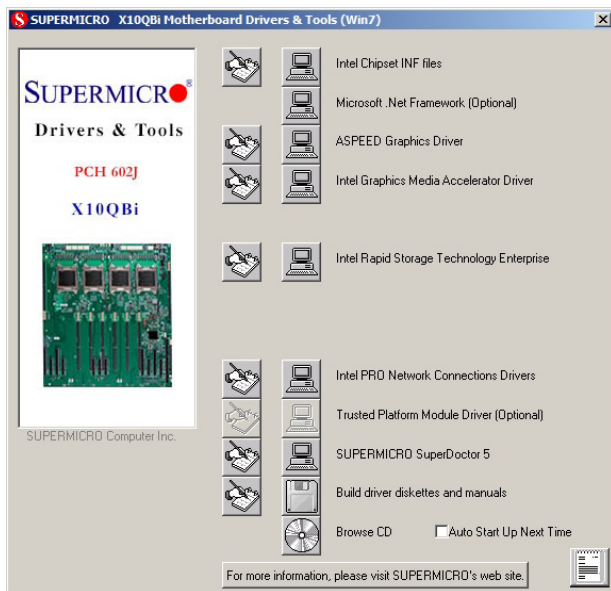 SUPERMICRO X10QBi Motherboard Drivers & Tools (Win7)
SUPERMICRO®
Drivers & Tools
PCH 602J
X10QBi
SUPERMICRO Computer Inc.
Intel Chipset INF files
Microsoft .Net Framework (Optional)
ASPEED Graphics Driver
Intel Graphics Media Accelerator Driver
Intel Rapid Storage Technology Enterprise
Intel PRO Network Connections Drivers
Trusted Platform Module Driver (Optional)
SUPERMICRO SuperDoctor 5
Build driver diskettes and manuals
Browse CD Auto Start Up Next Time
For more information, please visit SUPERMICRO's web site.